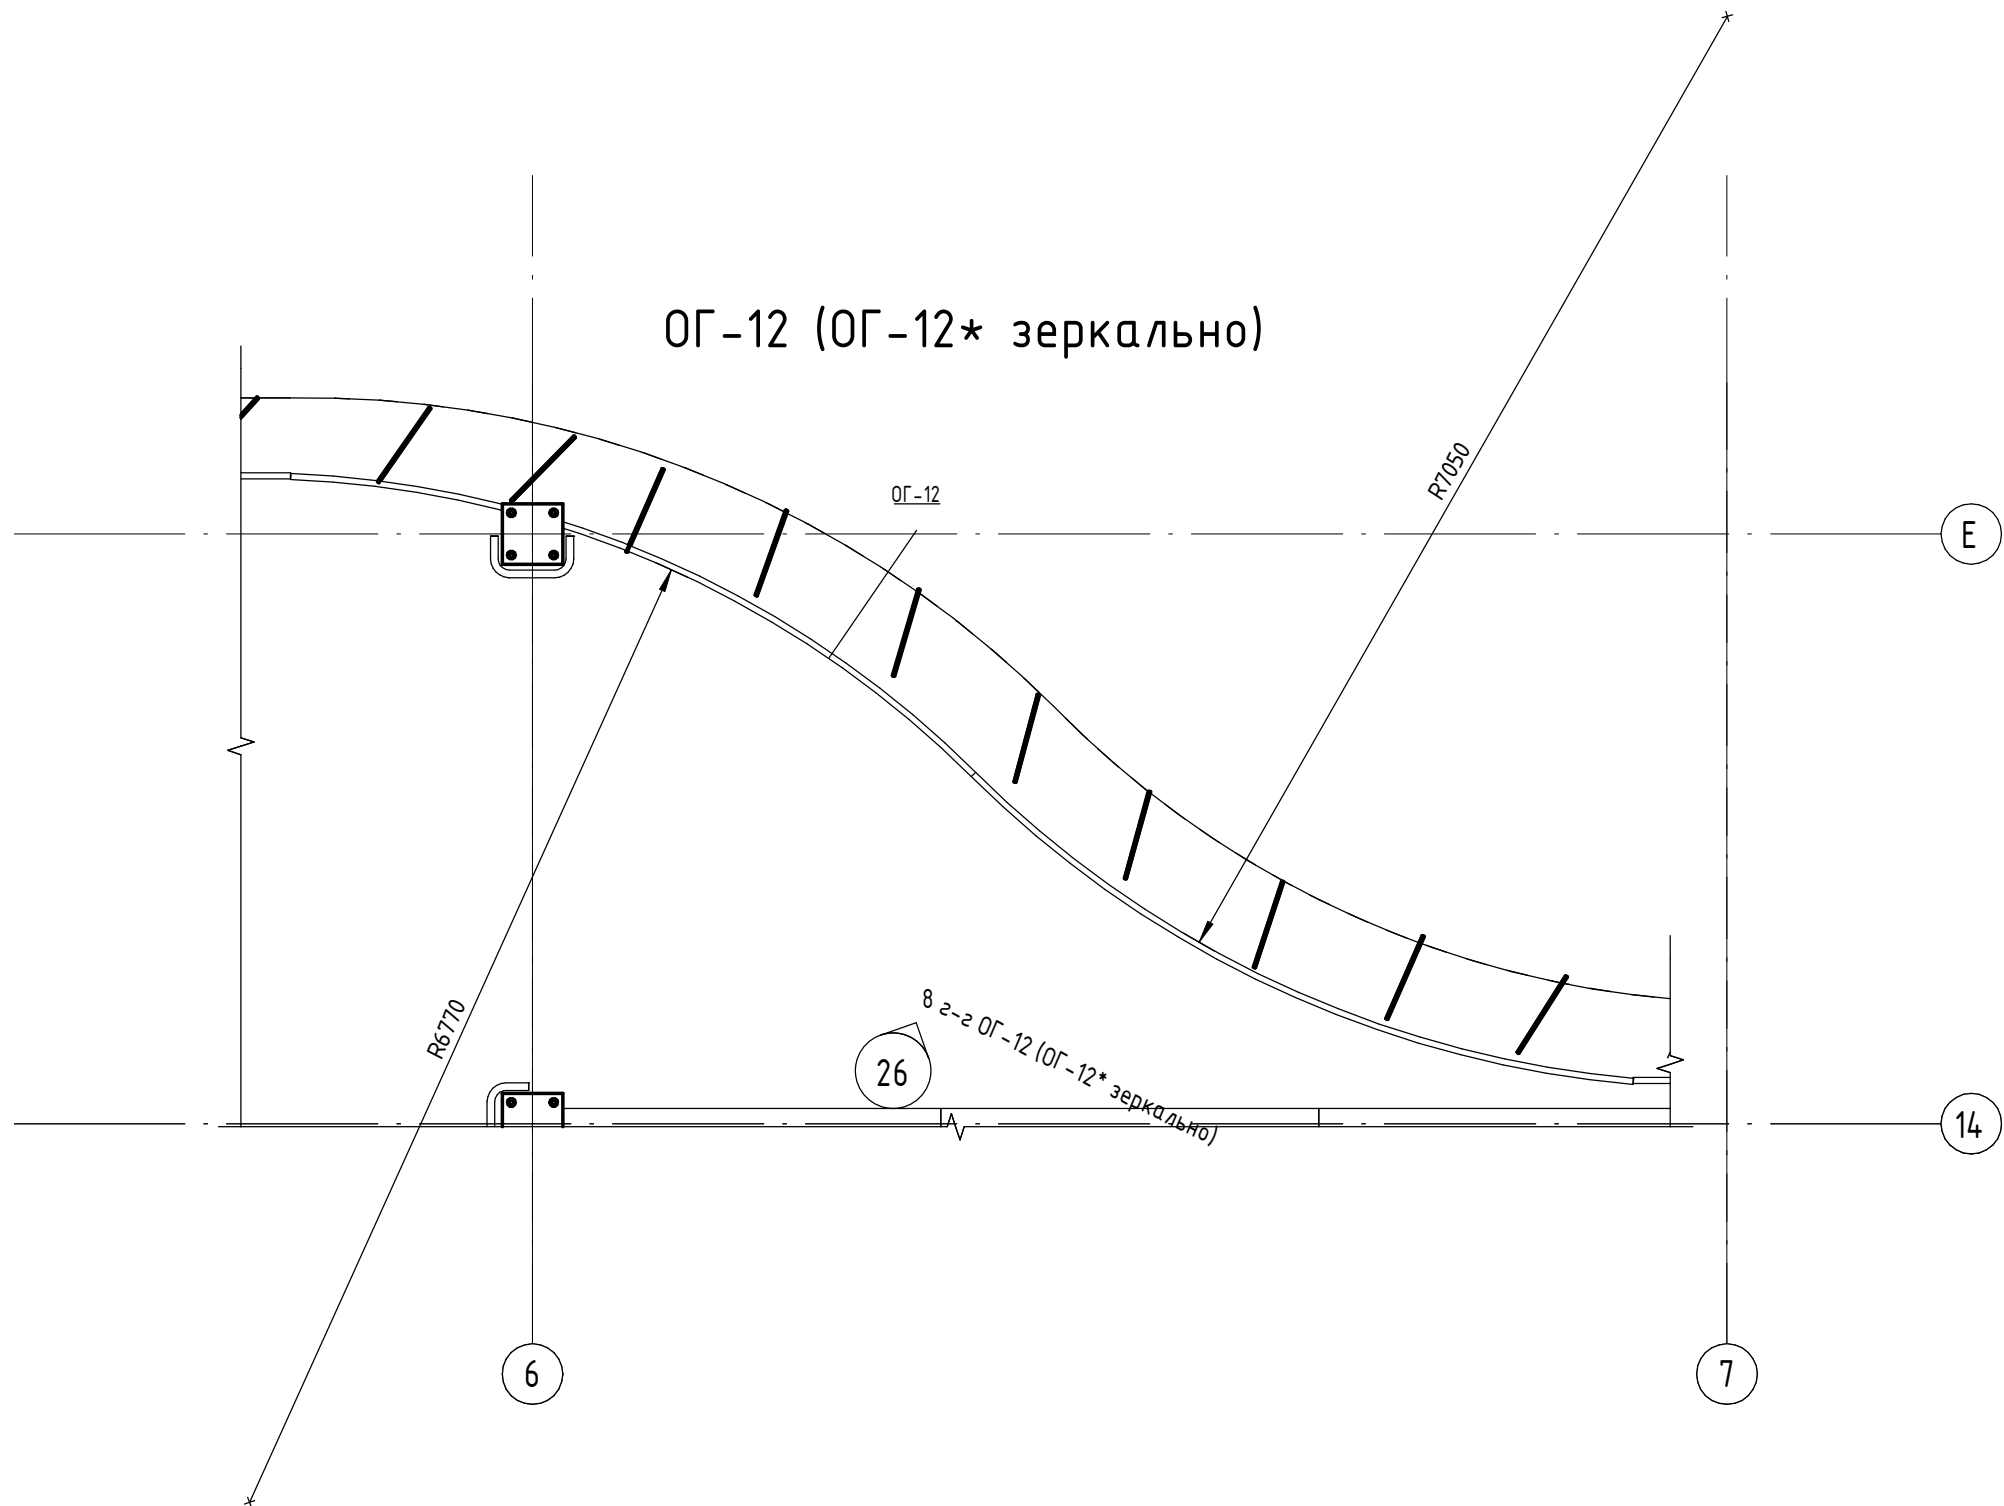 ОГ-12 (ОГ-12* зеркально)
R7050
ОГ-12
Е
R6770
8 г-г ОГ-12 (ОГ-12* зеркально)
26
14
6
7